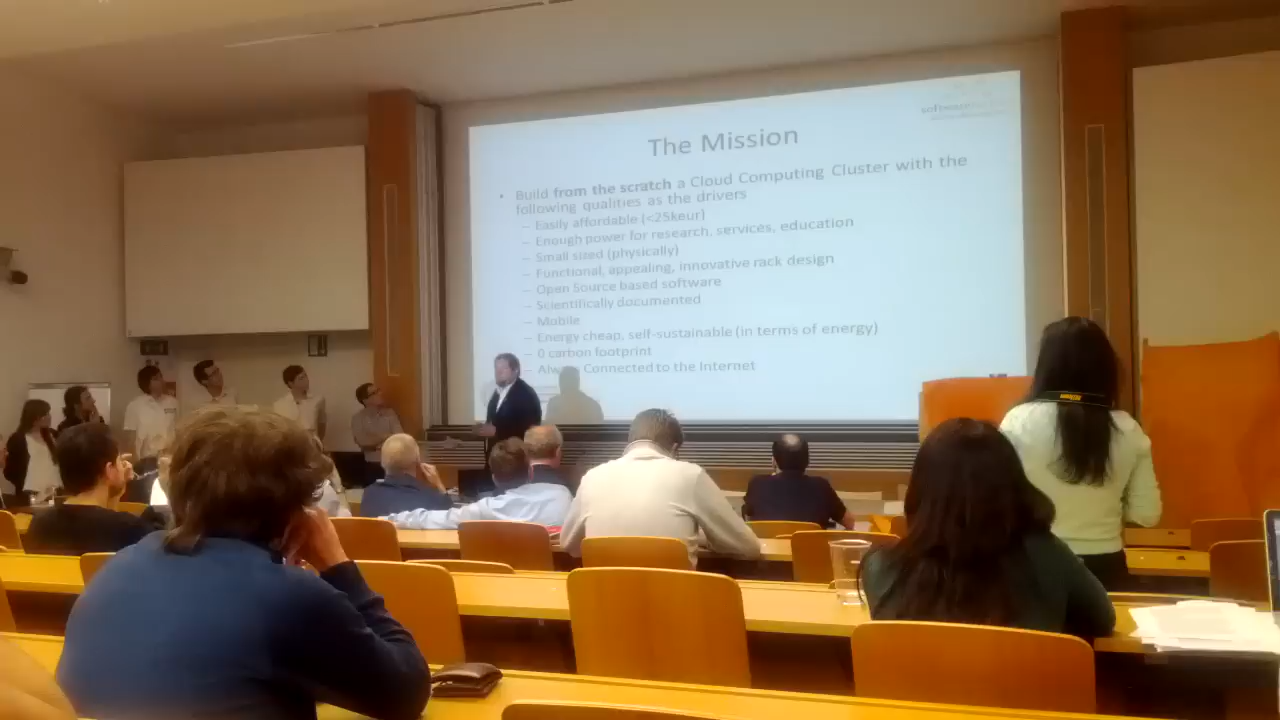 The Mission
• Build from the scratch a Cloud Computing Cluster with the
following qualities as the drivers
– Easily affordable (<25keur)
– Enough power for research, services, education
– Small sized (physically)
– Functional, appealing, innovative rack design
– Open Source based software
– Scientifically documented
– Mobile
– Energy cheap, self-sustainable (in terms of energy)
– 0 carbon footprint
– Always Connected to the Internet
Nikon